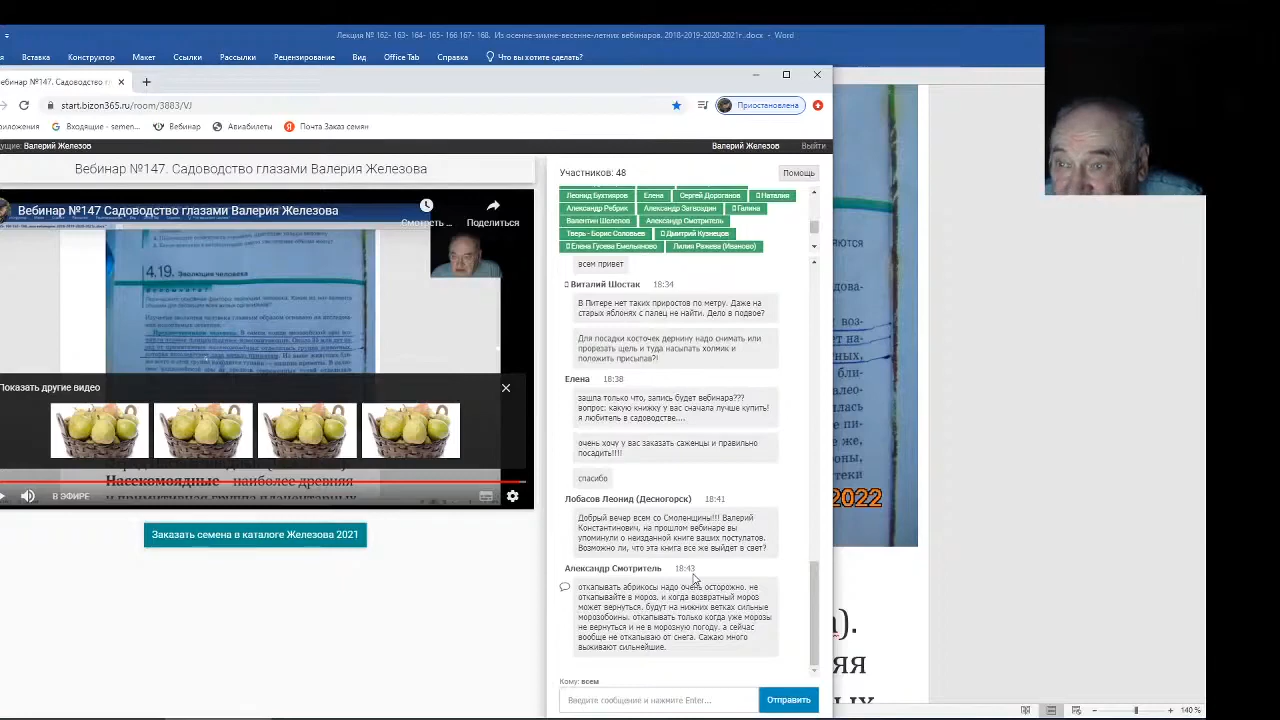 Лекция № 162- 163- 164- 165- 166 167- 168. Из осенне-зимне-весенне-летних вебинаров. 2018-2019-2020-2021г..docx - Word
Вставка
Конструктор
Макет
Ссылки
Рассылки
Рецензирование
Вид
Office Tab
Справка
Что вы хотите сделать?
ебинар №147. Садоводство гл
start.bizon365.ru/room/3883/VJ
Приостановлена
риложения
Входящие - semen...
Вебинар
Авиабилеты
Почта Заказ семян
ущие: Валерий Железов
Валерий Железов
Выйти
Вебинар №147. Садоводство глазами Валерия Железова
Вебинар №147 Садоводство глазами Валерия Железова
Смотреть ...
Поделиться
4.19. Эволюция человека
Показать другие видео
Насекомоядные
наиболее древняя
В ЭФИРЕ
Заказать семена в каталоге Железова 2021
Участников: 48
Помощь
Леонид Бухтияров
Елена
Сергей Дороганов
Наталия
Александр Ребрик
Александр Загвоздин
Галина
Валентин Шелепов
Александр Смотритель
Тверь - Борис Соловьев
Дмитрий Кузнецов
Елена Гусева Емельяново
Лилия Ражева (Иваново)
всем привет
Виталий Шостак 18:34
В Питере нет таких приростов по метру. Даже на
старых яблонях с палец не найти. Дело в подвое?
Для посадки косточек дернину надо снимать или
прорезать щель и туда насыпать холмик и
положить присыпав?!
Елена 18:38
зашла только что, запись будет вебинара???
вопрос: какую книжку у вас сначала лучше купить!
я любитель в садоводстве....
очень хочу у вас заказать саженцы и правильно
посадить!!!!
спасибо
Лобасов Леонид (Десногорск) 18:41
Добрый вечер всем со Смоленщины!!! Валерий
Константинович, на прошлом вебинаре вы
упоминули о неизданной книге ваших постулатов.
Возможно ли, что эта книга все же выйдет в свет?
Александр Смотритель 18:43
откапывать абрикосы надо очень осторожно. не
откапывайте в мороз. и когда возвратный мороз
может вернуться. будут на нижних ветках сильные
морозобоины. откапывать только когда уже морозы
не вернуться и не в морозную погоду. а сейчас
вообще не откапываю от снега. Сажаю много
выживают сильнейшие.
Кому: всем
Введите сообщение и нажмите Enter...
Отправить
2022
140 %